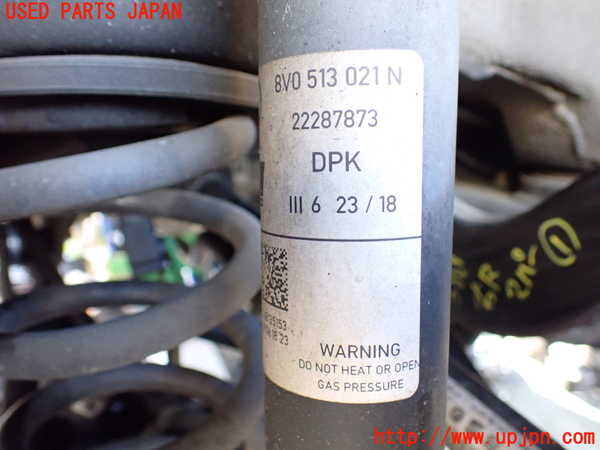 USED PARTS JAPAN
8V0 513 021 N
22287873
DPK
III 6 23 / 18
WARNING
DO NOT HEAT OR OPEN
GAS PRESSURE
1
http://www.upjpn.com/